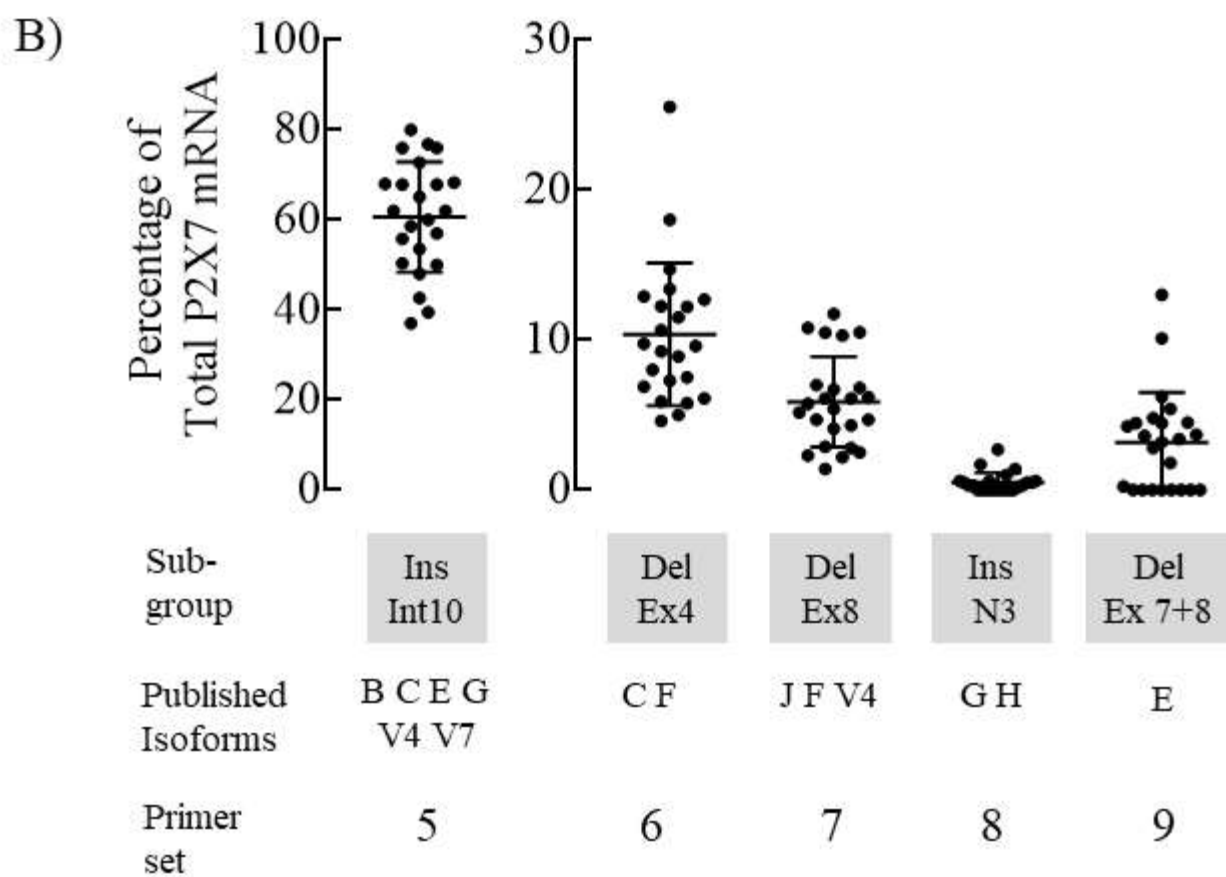 B)
Percentage of
Total P2X7 mRNA
100
80
60
40
20
0
30
20
10
0
Sub-
group
Ins
Int10
Del
Ex4
Del
Ex8
Ins
N3
Del
Ex 7+8
Published
Isoforms
B C E G
V4 V7
C F
J F V4
G H
E
Primer
set
5
6
7
8
9